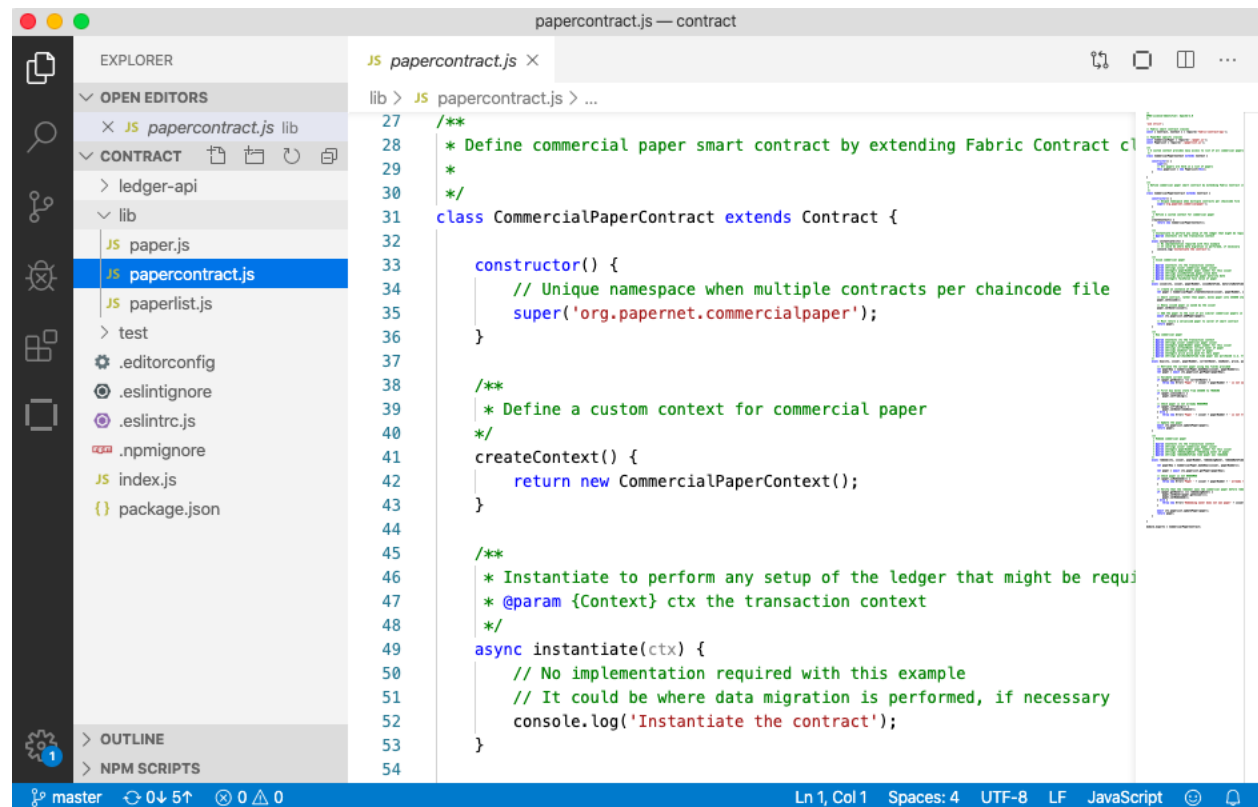 papercontract.js — contract
EXPLORER
OPEN EDITORS
JS papercontract.js lib
CONTRACT
ledger-api
lib
JS paper.js
JS papercontract.js
JS paperlist.js
test
.editorconfig
.eslintignore
.eslintrc.js
.npmignore
JS index.js
{} package.json
OUTLINE
NPM SCRIPTS
1
JS papercontract.js
lib > JS papercontract.js > ...
27 /**
28 * Define commercial paper smart contract by extending Fabric Contract cl
29 *
30 */
31 class CommercialPaperContract extends Contract {
32
33 constructor() {
34 // Unique namespace when multiple contracts per chaincode file
35 super('org.papernet.commercialpaper');
36 }
37
38 /**
39 * Define a custom context for commercial paper
40 */
41 createContext() {
42 return new CommercialPaperContext();
43 }
44
45 /**
46 * Instantiate to perform any setup of the ledger that might be requi
47 * @param {Context} ctx the transaction context
48 */
49 async instantiate(ctx) {
50 // No implementation required with this example
51 // It could be where data migration is performed, if necessary
52 console.log('Instantiate the contract');
53 }
54
master 0↓ 5↑ 0 0 Ln 1, Col 1 Spaces: 4 UTF-8 LF JavaScript